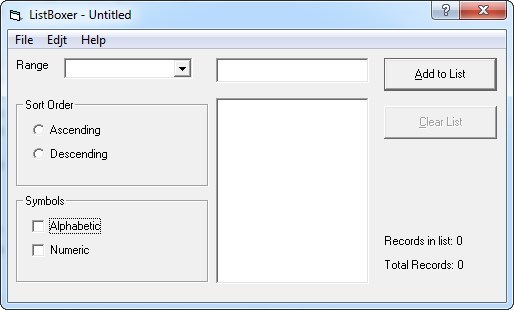 ListBoxer - Untitled
File Edjt Help
Range
Add to List
Sort Order
Ascending
Descending
Clear List
Symbols
Alphabetic
Numeric
Records in list: 0
Total Records: 0